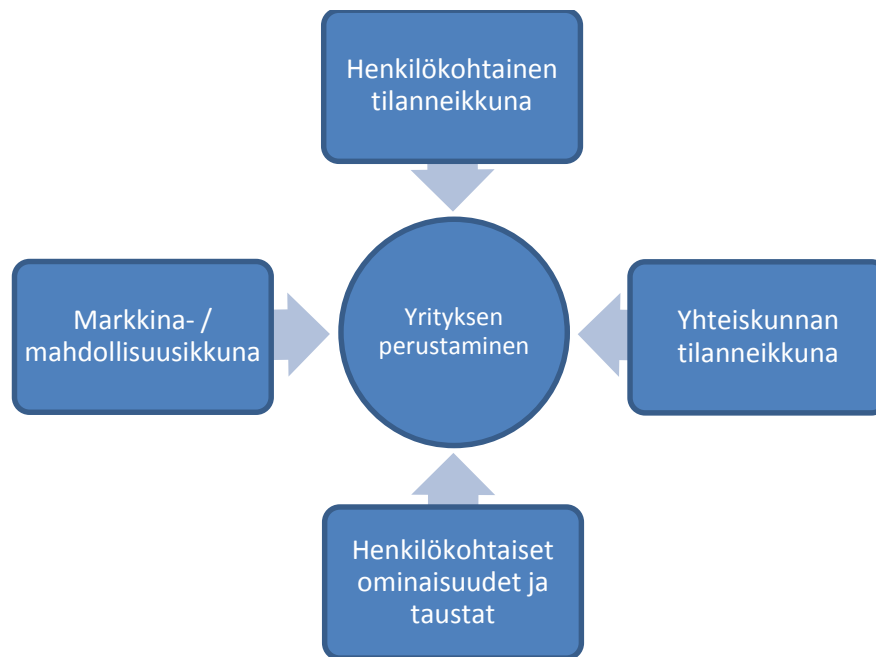 Henkilökohtainen
tilanneikkuna
Markkina- /
mahdollisuusikkuna
Yrityksen
perustaminen
Yhteiskunnan
tilanneikkuna
Henkilökohtaiset
ominaisuudet ja
taustat